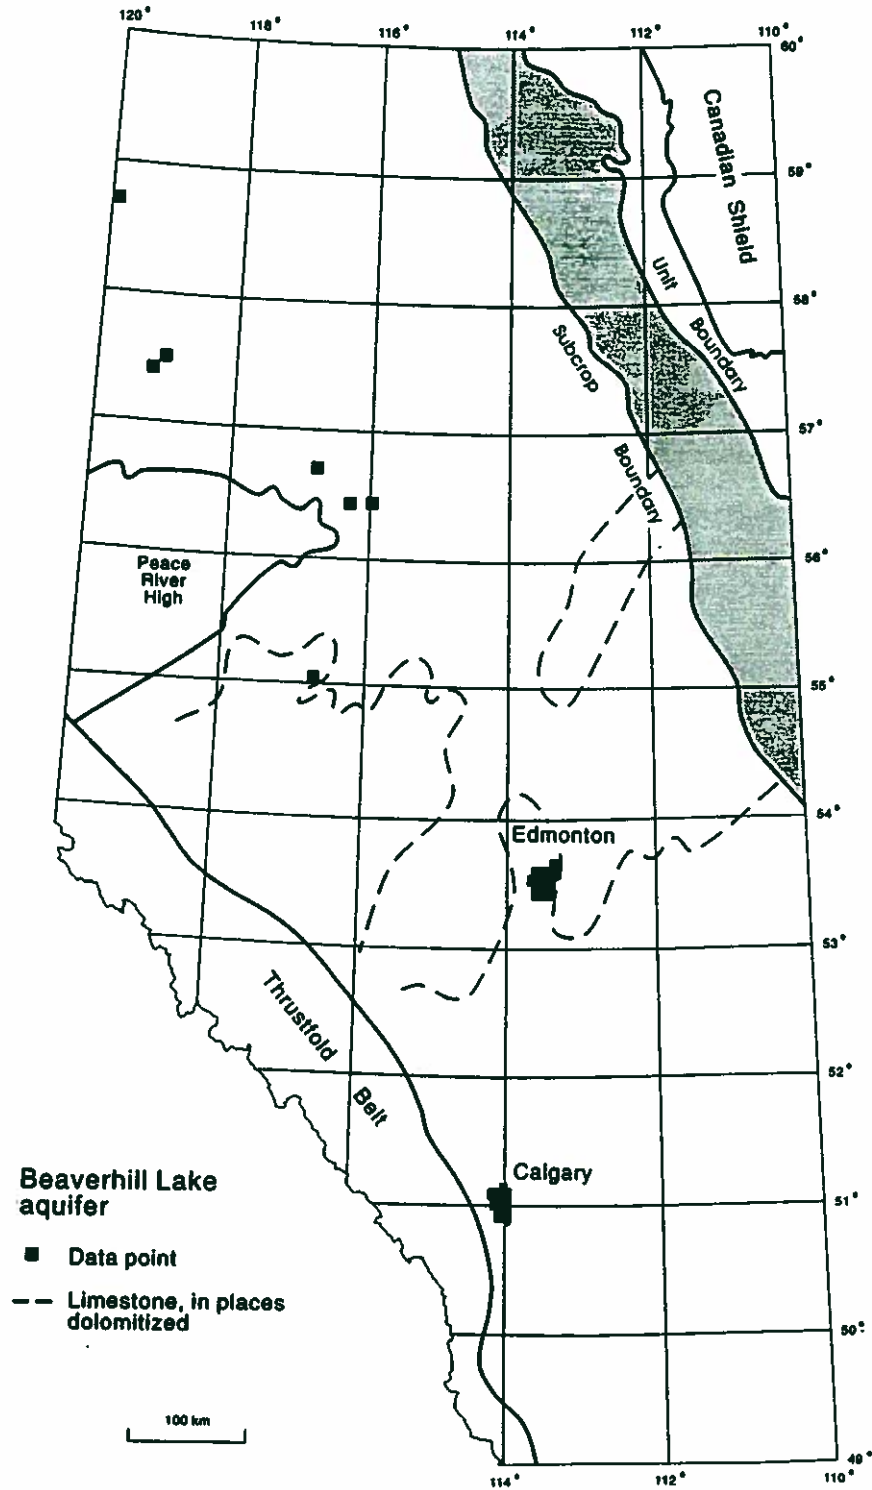 120°
118°
116°
114°
112°
110°
60°
Canadian Shield
59°
Unit
Boundary
58°
Subcrop
Boundary
57°
56°
Peace
River
High
55°
54°
Edmonton
53°
Thrustfold
Belt
52°
Calgary
51°
50°
49°
114°
112°
110°
Beaverhill Lake
aquifer
Data point
Limestone, in places
dolomitized
100 km